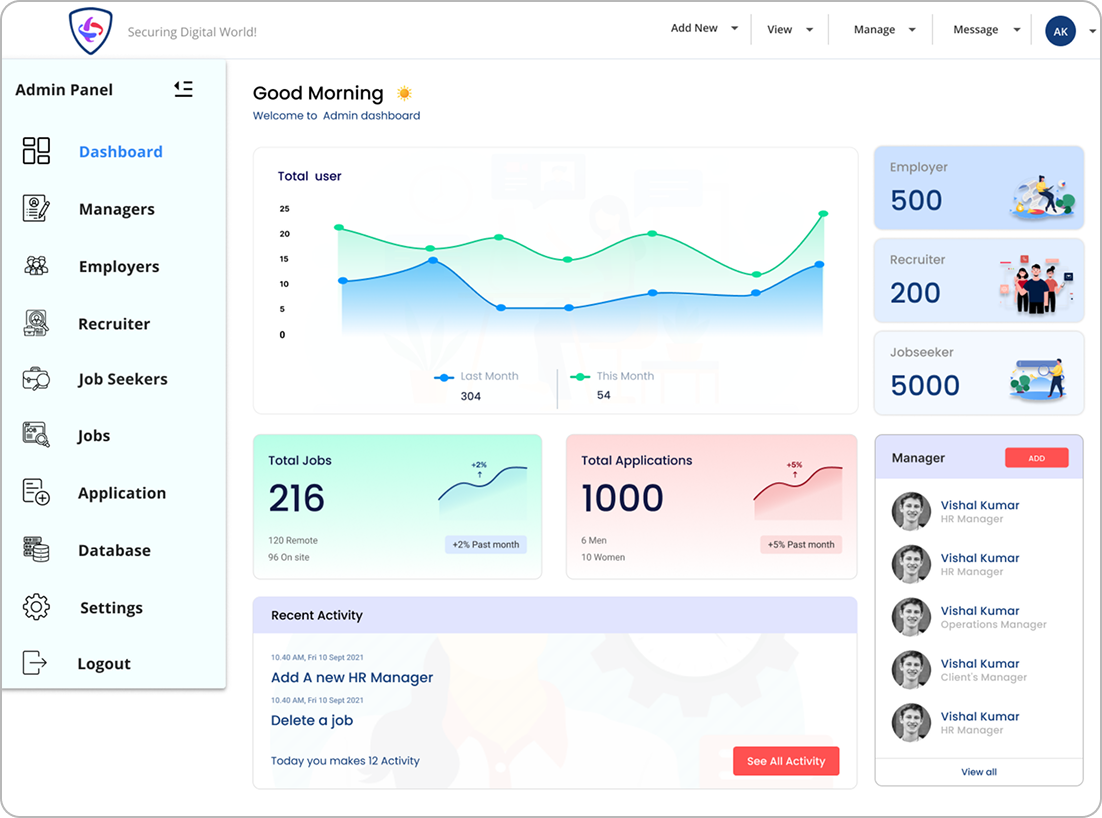 Securing Digital World!
Add New
View
Manage
Message
AK
Admin Panel
Dashboard
Managers
Employers
Recruiter
Job Seekers
Jobs
Application
Database
Settings
Logout
Good Morning
Welcome to Admin dashboard
Total user
25
20
15
10
5
0
Last Month
304
This Month
54
Employer
500
Recruiter
200
Jobseeker
5000
Total Jobs
216
120 Remote
96 On site
+2%
+2% Past month
Total Applications
1000
6 Men
10 Women
+5%
+5% Past month
Recent Activity
10.40 AM, Fri 10 Sept 2021
Add A new HR Manager
10.40 AM, Fri 10 Sept 2021
Delete a job
Today you makes 12 Activity
See All Activity
Manager
ADD
Vishal Kumar
HR Manager
Vishal Kumar
HR Manager
Vishal Kumar
Operations Manager
Vishal Kumar
Client's Manager
Vishal Kumar
HR Manager
View all